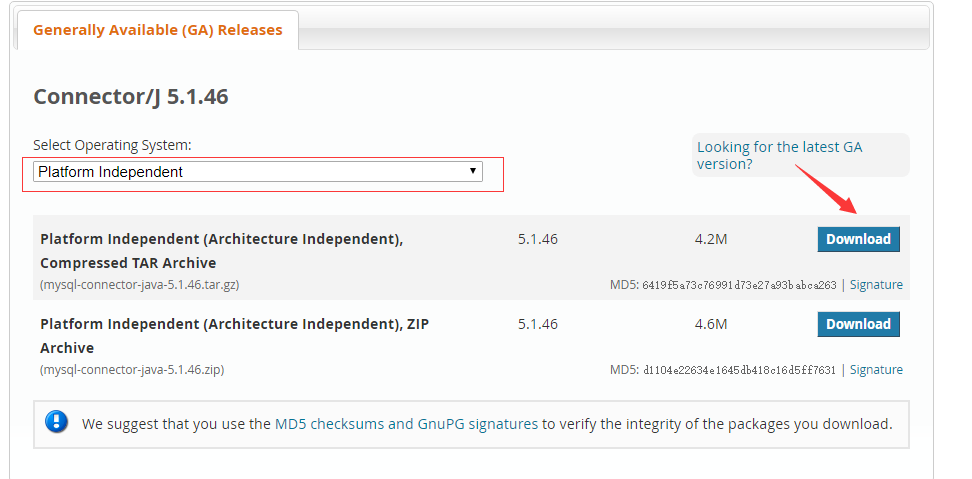 Generally Available (GA) Releases
Connector/J 5.1.46
Select Operating System:
Looking for the latest GA
version?
Platform Independent
Platform Independent (Architecture Independent),
Compressed TAR Archive
5.1.46
4.2M
Download
(mysql-connector-java-5.1.46.tar.gz)
MD5: 6419f5a73c76991d73e27a93babca263 | Signature
Platform Independent (Architecture Independent), ZIP
Archive
5.1.46
4.6M
Download
(mysql-connector-java-5.1.46.zip)
MD5: d1104e22634e1645db418c16d5ff7631 | Signature
We suggest that you use the MD5 checksums and GnuPG signatures to verify the integrity of the packages you download.